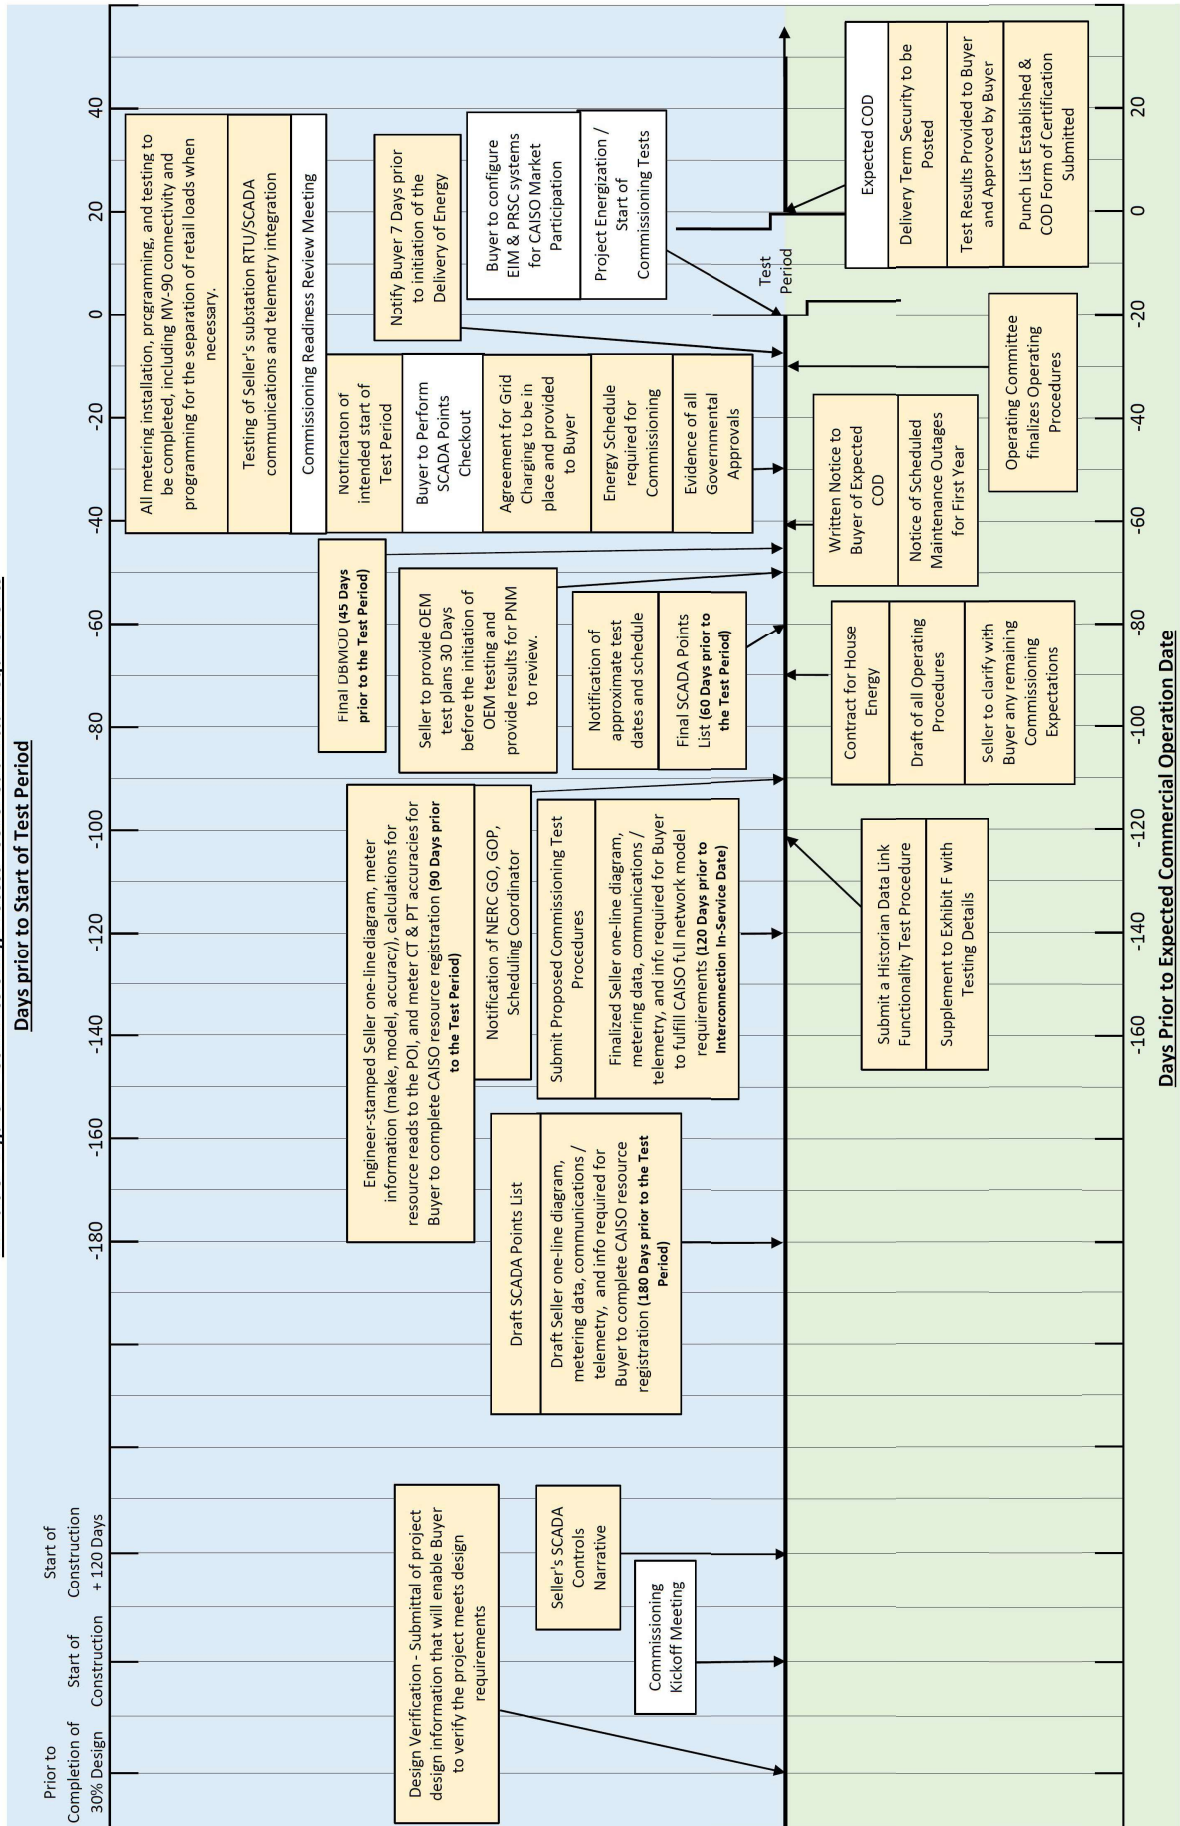 Days prior to Start of Test Period
Prior to
Completion of
30% Design
Start of
Construction
Start of
Construction
+ 120 Days
-180
-160
-140
-120
-100
-80
-60
-40
-20
0
20
40
Design Verification - Submittal of project
design information that will enable Buyer
to verify the project meets design
requirements
Seller's SCADA
Controls
Narrative
Commissioning
Kickoff Meeting
Draft SCADA Points List
Draft Seller one-line diagram,
metering data, communications /
telemetry, and info required for
Buyer to complete CAISO resource
registration (180 Days prior to the Test
Period)
Engineer-stamped Seller one-line diagram, meter
information (make, model, accuracy), calculations for
resource reads to the POI, and meter CT & PT accuracies for
Buyer to complete CAISO resource registration (90 Days prior
to the Test Period)
Notification of NERC GO, GOP,
Scheduling Coordinator
Submit Proposed Commissioning Test
Procedures
Finalized Seller one-line diagram,
metering data, communications /
telemetry, and info required for Buyer
to fulfill CAISO full network model
requirements (120 Days prior to
Interconnection In-Service Date)
Final DBMOD (45 Days
prior to the Test Period)
Seller to provide OEM
test plans 30 Days
before the initiation of
OEM testing and
provide results for PNM
to review.
Notification of
approximate test
dates and schedule
Final SCADA Points
List (60 Days prior to
the Test Period)
All metering installation, programming, and testing to
be completed, including MV-90 connectivity and
programming for the separation of retail loads when
necessary.
Testing of Seller's substation RTU/SCADA
communications and telemetry integration
Commissioning Readiness Review Meeting
Notification of
intended start of
Test Period
Buyer to Perform
SCADA Points
Checkout
Agreement for Grid
Charging to be in
place and provided
to Buyer
Energy Schedule
required for
Commissioning
Evidence of all
Governmental
Approvals
Notify Buyer 7 Days prior
to initiation of the
Delivery of Energy
Buyer to configure
EIM & PRSC systems
for CAISO Market
Participation
Project Energization /
Start of
Commissioning Tests
Test
Period
Submit a Historian Data Link
Functionality Test Procedure
Supplement to Exhibit F with
Testing Details
Contract for House
Energy
Draft of all Operating
Procedures
Seller to clarify with
Buyer any remaining
Commissioning
Expectations
Written Notice to
Buyer of Expected
COD
Notice of Scheduled
Maintenance Outages
for First Year
Operating Committee
finalizes Operating
Procedures
Expected COD
Delivery Term Security to be
Posted
Test Results Provided to Buyer
and Approved by Buyer
Punch List Established &
COD Form of Certification
Submitted
-160
-140
-120
-100
-80
-60
-40
-20
0
20
Days Prior to Expected Commercial Operation Date